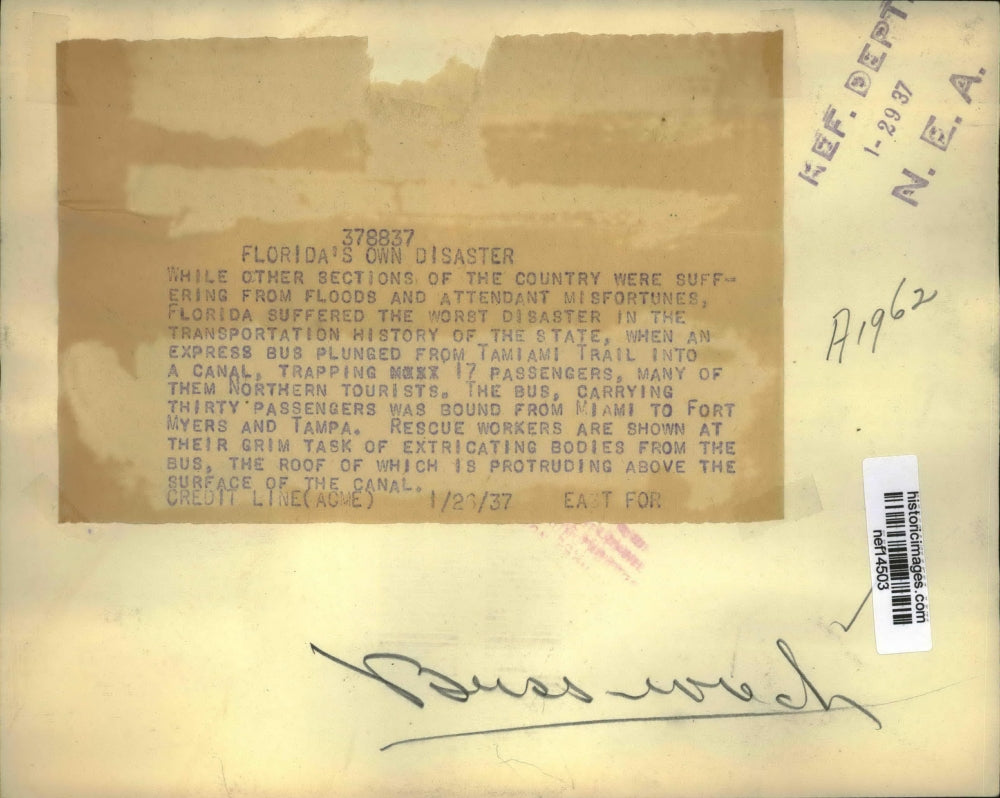 REF. DEPT.
1-29 37
N. E. A.
378837
FLORIDA'S OWN DISASTER
WHILE OTHER SECTIONS OF THE COUNTRY WERE SUFF-
ERING FROM FLOODS AND ATTENDANT MISFORTUNES,
FLORIDA SUFFERED THE WORST DISASTER IN THE
TRANSPORTATION HISTORY OF THE STATE, WHEN AN
EXPRESS BUS PLUNGED FROM TAMIAMI TRAIL INTO
A CANAL, TRAPPING 17 PASSENGERS, MANY OF
THEM NORTHERN TOURISTS. THE BUS, CARRYING
THIRTY PASSENGERS WAS BOUND FROM MIAMI TO FORT
MYERS AND TAMPA. RESCUE WORKERS ARE SHOWN AT
THEIR GRIM TASK OF EXTRICATING BODIES FROM THE
BUS, THE ROOF OF WHICH IS PROTRUDING ABOVE THE
SURFACE OF THE CANAL.
CREDIT LINE(ACME) 1/26/37 EAST FOR
A1962
historicimages.com
nef14503
Buss-wrech